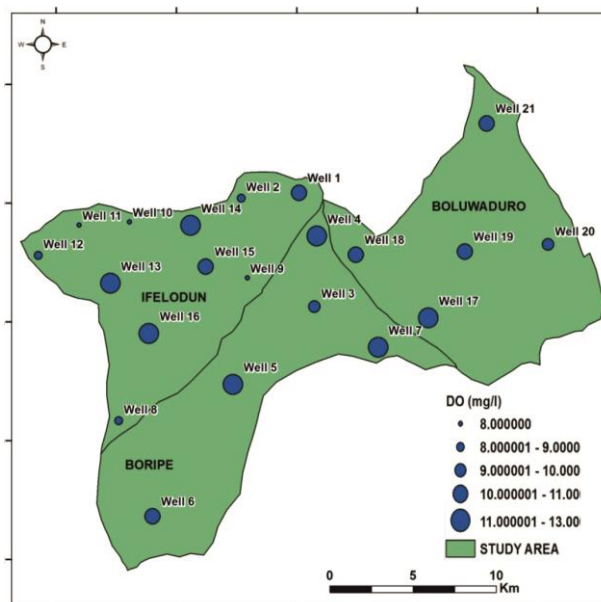 N
W E
S
Well 21
Well 1
Well 2
Well 11
Well 10
Well 14
Well 4
BOLUWADURO
Well 12
Well 15
Well 18
Well 19
Well 20
Well 13
Well 9
IFELODUN
Well 3
Well 16
Well 17
Well 7
Well 5
DO (mg/l)
8.000000
Well 8
8.000001 - 9.0000
9.000001 - 10.000
BORIPE
10.000001 - 11.00
Well 6
11.000001 - 13.00
STUDY AREA
0 5 10
Km